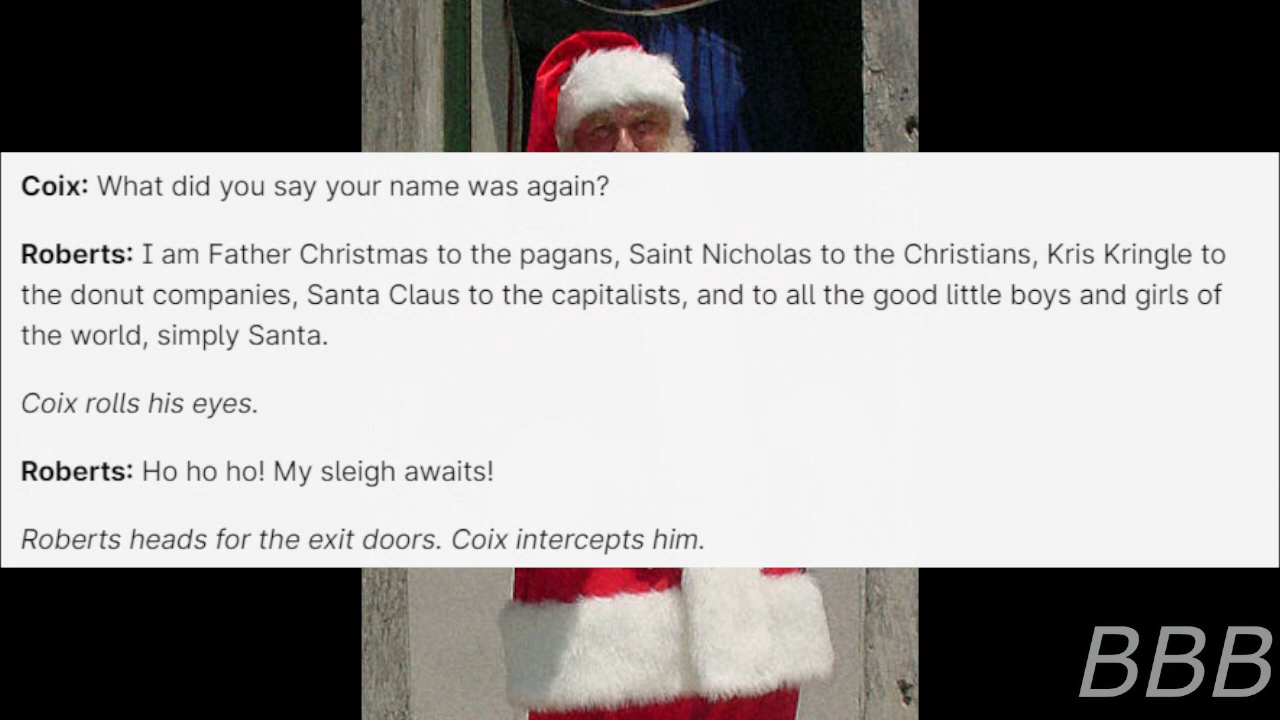 Coix: What did you say your name was again?
Roberts: I am Father Christmas to the pagans, Saint Nicholas to the Christians, Kris Kringle to
the donut companies, Santa Claus to the capitalists, and to all the good little boys and girls of
the world, simply Santa.
Coix rolls his eyes.
Roberts: Ho ho ho! My sleigh awaits!
Roberts heads for the exit doors. Coix intercepts him.
BBB